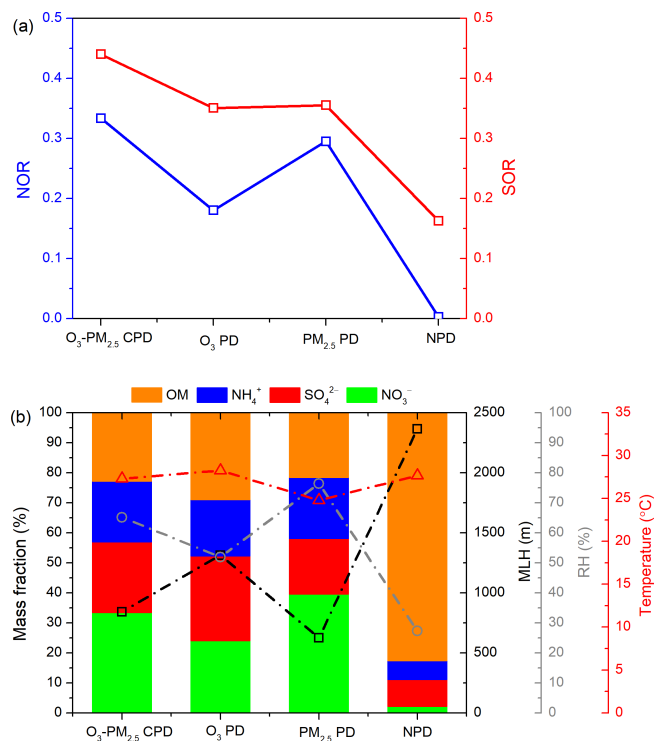 (a)
0.5
0.4
0.3
0.2
0.1
0.0
NOR
0.5
0.4
0.3
0.2
0.1
0.0
SOR
O₃-PM₂.₅ CPD
O₃ PD
PM₂.₅ PD
NPD
OM
NH₄⁺
SO₄²⁻
NO₃⁻
(b)
100
90
80
70
60
50
40
30
20
10
0
Mass fraction (%)
2500
2000
1500
1000
500
0
MLH (m)
100
90
80
70
60
50
40
30
20
10
0
RH (%)
35
30
25
20
15
10
5
0
Temperature (°C)
O₃-PM₂.₅ CPD
O₃ PD
PM₂.₅ PD
NPD